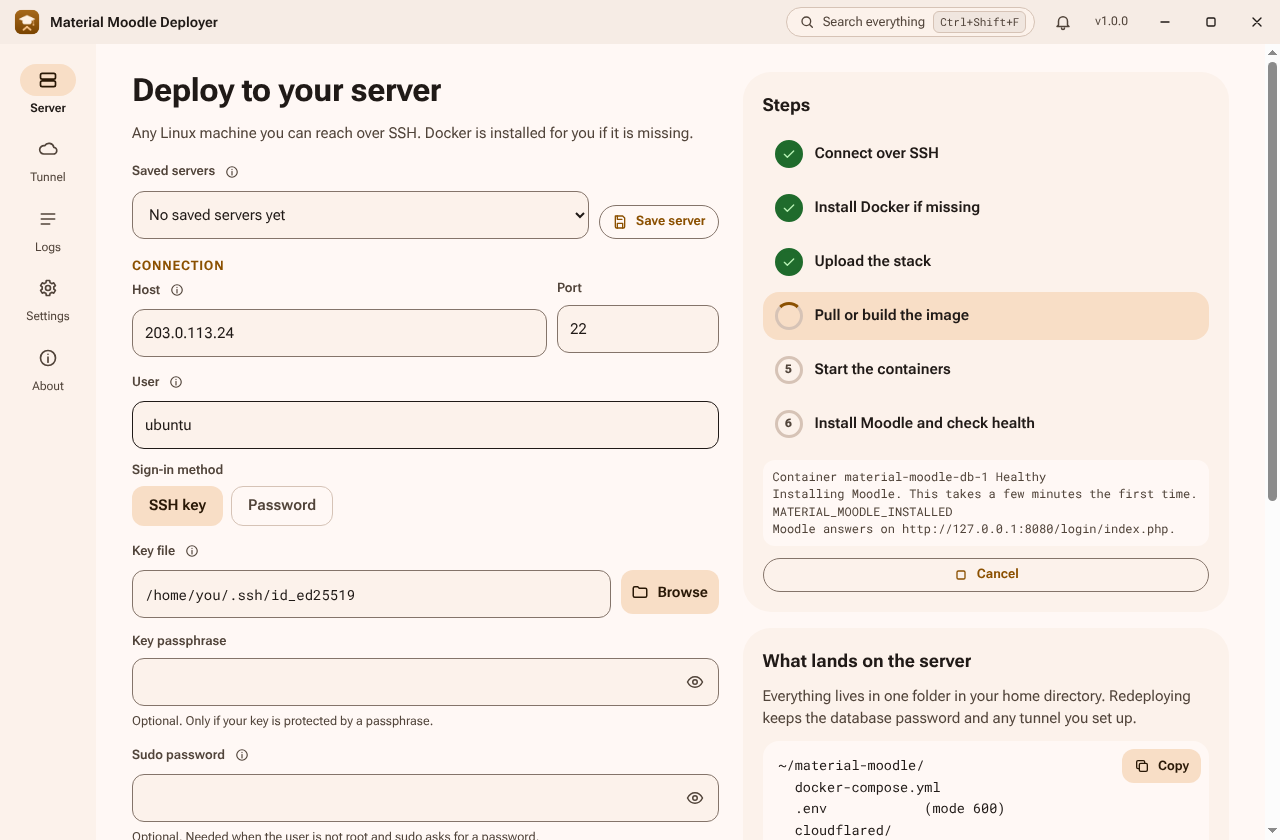 Material Moodle Deployer
Search everything Ctrl+Shift+F
v1.0.0
Server
Tunnel
Logs
Settings
About
Deploy to your server
Any Linux machine you can reach over SSH. Docker is installed for you if it is missing.
Saved servers
No saved servers yet
Save server
CONNECTION
Host
Port
203.0.113.24
22
User
ubuntu
Sign-in method
SSH key
Password
Key file
/home/you/.ssh/id_ed25519
Browse
Key passphrase
Optional. Only if your key is protected by a passphrase.
Sudo password
Optional. Needed when the user is not root and sudo asks for a password.
Steps
Connect over SSH
Install Docker if missing
Upload the stack
Pull or build the image
5 Start the containers
6 Install Moodle and check health
Container material-moodle-db-1 Healthy
Installing Moodle. This takes a few minutes the first time.
MATERIAL_MOODLE_INSTALLED
Moodle answers on http://127.0.0.1:8080/login/index.php.
Cancel
What lands on the server
Everything lives in one folder in your home directory. Redeploying
keeps the database password and any tunnel you set up.
Copy
~/material-moodle/
docker-compose.yml
.env (mode 600)
cloudflared/